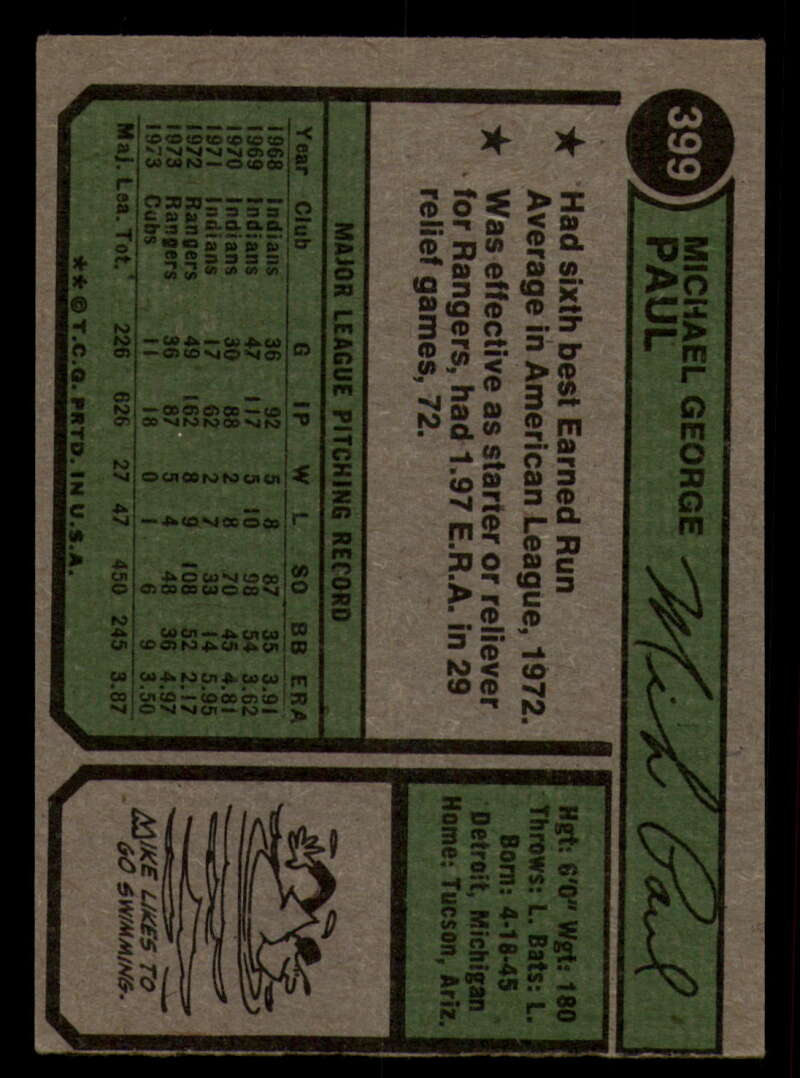 399
MICHAEL GEORGE
PAUL
Mike Paul
★ Had sixth best Earned Run
Average in American League, 1972.
★ Was effective as starter or reliever
for Rangers, had 1.97 E.R.A. in 29
relief games, 72.
Hgt: 6'0" Wgt: 180
Throws: L. Bats: L.
Born: 4-18-45
Detroit, Michigan
Home: Tucson, Ariz.
MAJOR LEAGUE PITCHING RECORD
Year Club G IP W L SO BB ERA
1968 Indians 36 92 5 8 87 35 3.91
1969 Indians 47 117 5 10 98 54 3.62
1970 Indians 30 88 2 8 70 45 4.81
1971 Indians 17 62 2 7 33 14 5.95
1972 Rangers 49 162 8 9 108 52 2.17
1973 Rangers 36 87 5 4 48 36 4.97
1973 Cubs 11 18 0 1 6 9 3.50
Maj. Lea. Tot. 226 626 27 47 450 245 3.87
**© T.C.G. PRTD. IN U.S.A.
MIKE LIKES TO
GO SWIMMING.